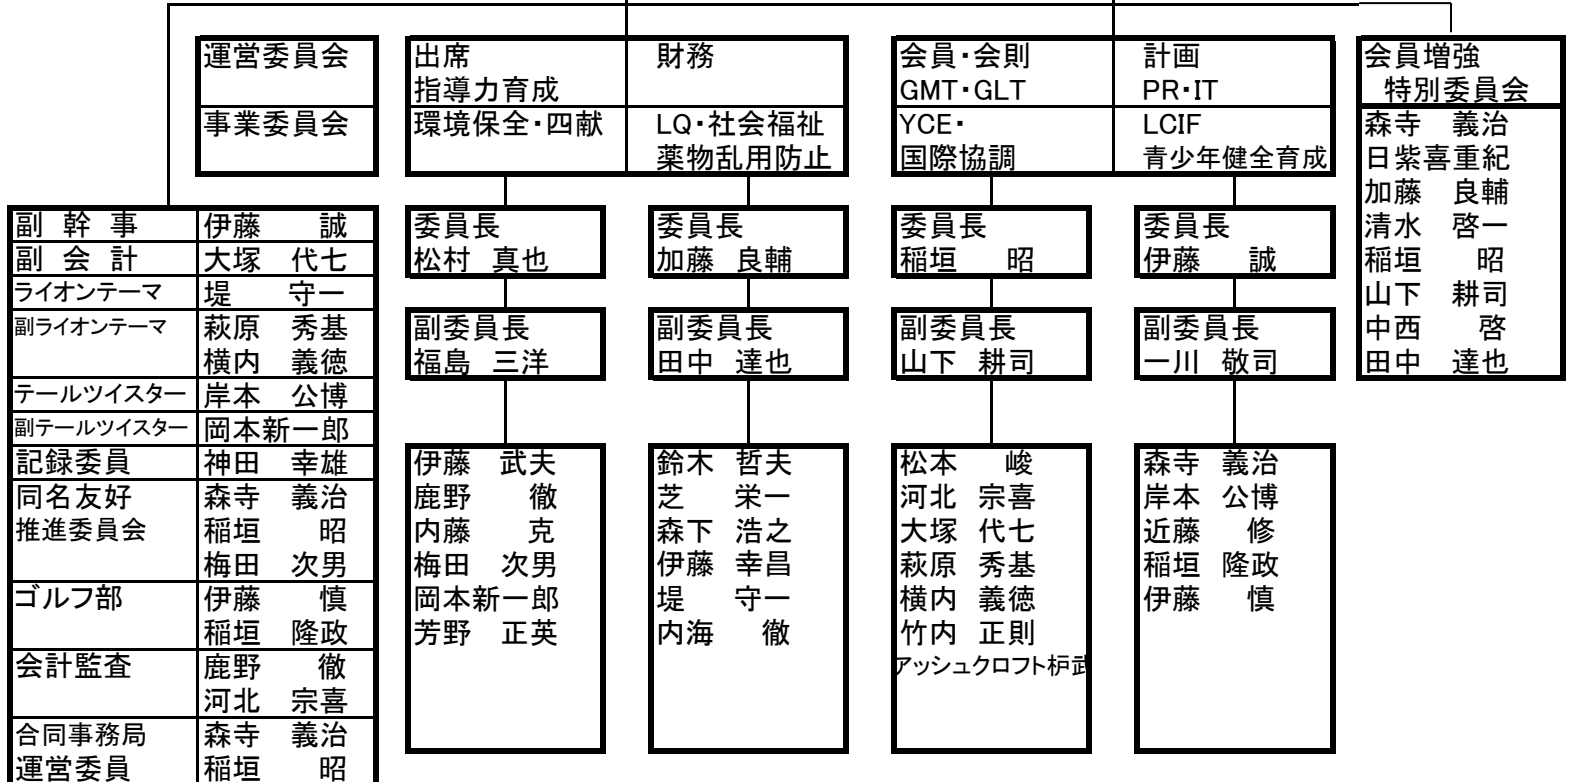 運営委員会
事業委員会
出席
指導力育成
財務
環境保全・四献
LQ・社会福祉
薬物乱用防止
会員・会則
GMT・GLT
計画
PR・IT
YCE・
国際協調
LCIF
青少年健全育成
会員増強
特別委員会
森寺 義治
日紫喜重紀
加藤 良輔
清水 啓一
稲垣 昭
山下 耕司
中西 啓
田中 達也
副 幹 事 伊藤 誠
副 会 計 大塚 代七
ライオンテーマ 堤 守一
副ライオンテーマ 萩原 秀基
横内 義徳
テールツイスター 岸本 公博
副テールツイスター 岡本新一郎
記録委員 神田 幸雄
同名友好 森寺 義治
推進委員会 稲垣 昭
梅田 次男
ゴルフ部 伊藤 慎
稲垣 隆政
会計監査 鹿野 徹
河北 宗喜
合同事務局 森寺 義治
運営委員 稲垣 昭
委員長
松村 真也
副委員長
福島 三洋
伊藤 武夫
鹿野 徹
内藤 克
梅田 次男
岡本新一郎
芳野 正英
委員長
加藤 良輔
副委員長
田中 達也
鈴木 哲夫
芝 栄一
森下 浩之
伊藤 幸昌
堤 守一
内海 徹
委員長
稲垣 昭
副委員長
山下 耕司
松本 峻
河北 宗喜
大塚 代七
萩原 秀基
横内 義徳
竹内 正則
アッシュクロフト枦武
委員長
伊藤 誠
副委員長
一川 敬司
森寺 義治
岸本 公博
近藤 修
稲垣 隆政
伊藤 慎